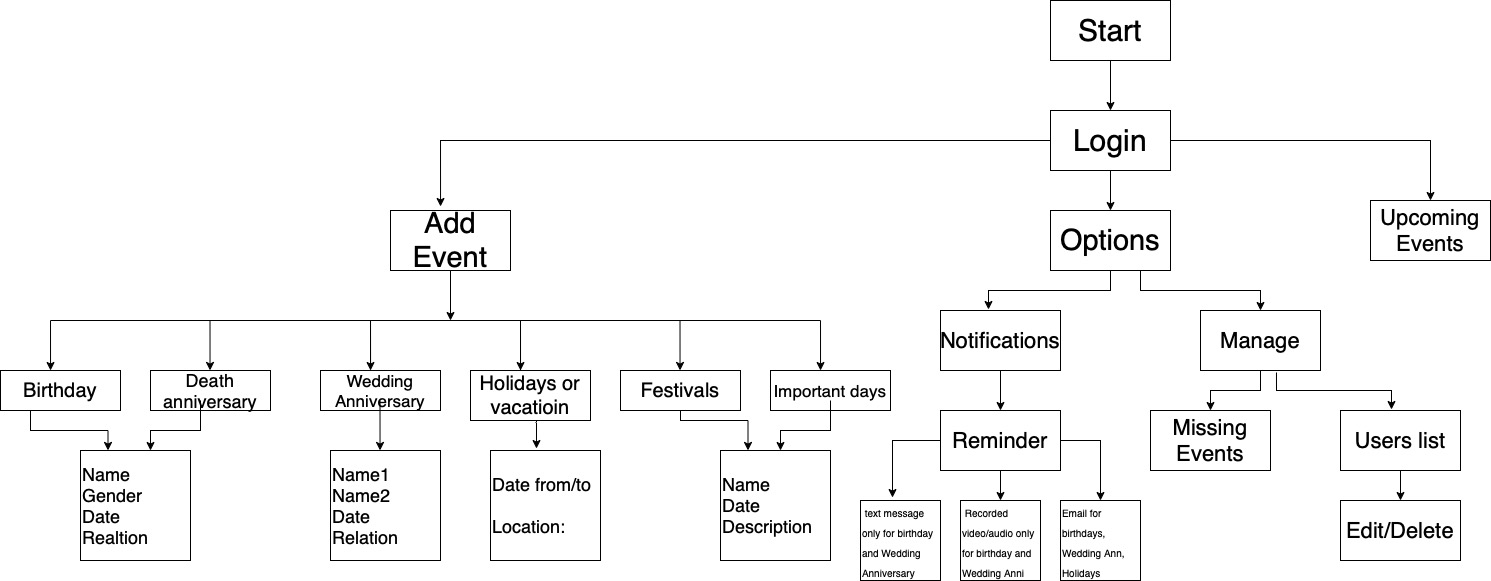 Start
Login
Add
Event
Options
Upcoming
Events
Notifications
Manage
Birthday
Death
anniversary
Wedding
Anniversary
Holidays or
vacatioin
Festivals
Important days
Reminder
Missing
Events
Users list
Name
Gender
Date
Realtion
Name1
Name2
Date
Relation
Date from/to
Location:
Name
Date
Description
text message
only for birthday
and Wedding
Anniversary
Recorded
video/audio only
for birthday and
Wedding Anni
Email for
birthdays,
Wedding Ann,
Holidays
Edit/Delete